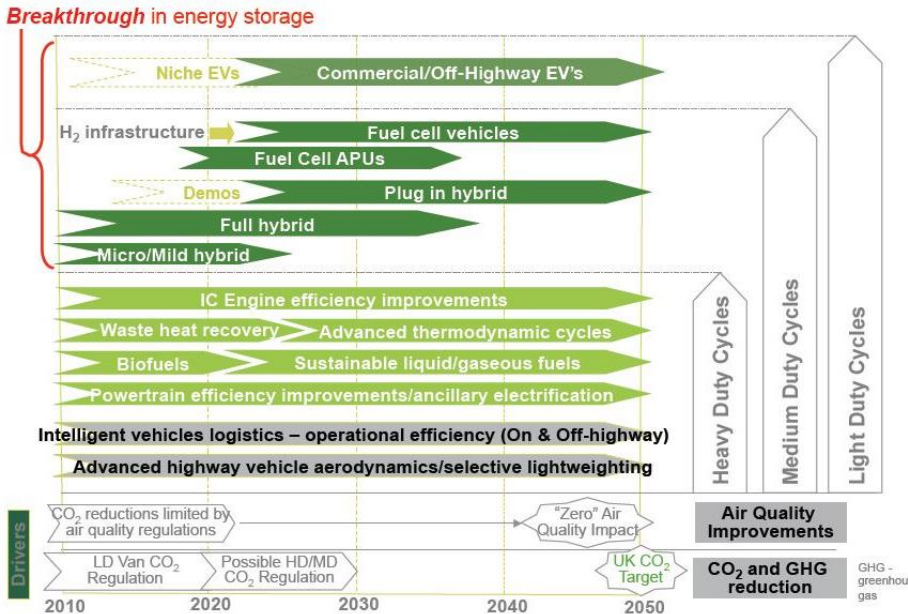 Breakthrough in energy storage
Niche EVs
Commercial/Off-Highway EV's
H₂ infrastructure
Fuel cell vehicles
Fuel Cell APUs
Demos
Plug in hybrid
Full hybrid
Micro/Mild hybrid
IC Engine efficiency improvements
Waste heat recovery
Advanced thermodynamic cycles
Biofuels
Sustainable liquid/gaseous fuels
Powertrain efficiency improvements/ancillary electrification
Intelligent vehicles logistics – operational efficiency (On & Off-highway)
Advanced highway vehicle aerodynamics/selective lightweighting
Heavy Duty Cycles
Medium Duty Cycles
Light Duty Cycles
Drivers
CO₂ reductions limited by
air quality regulations
"Zero" Air
Quality Impact
Air Quality
Improvements
LD Van CO₂
Regulation
Possible HD/MD
CO₂ Regulation
UK CO₂
Target
CO₂ and GHG
reduction
GHG -
greenhou
gas
2010
2020
2030
2040
2050